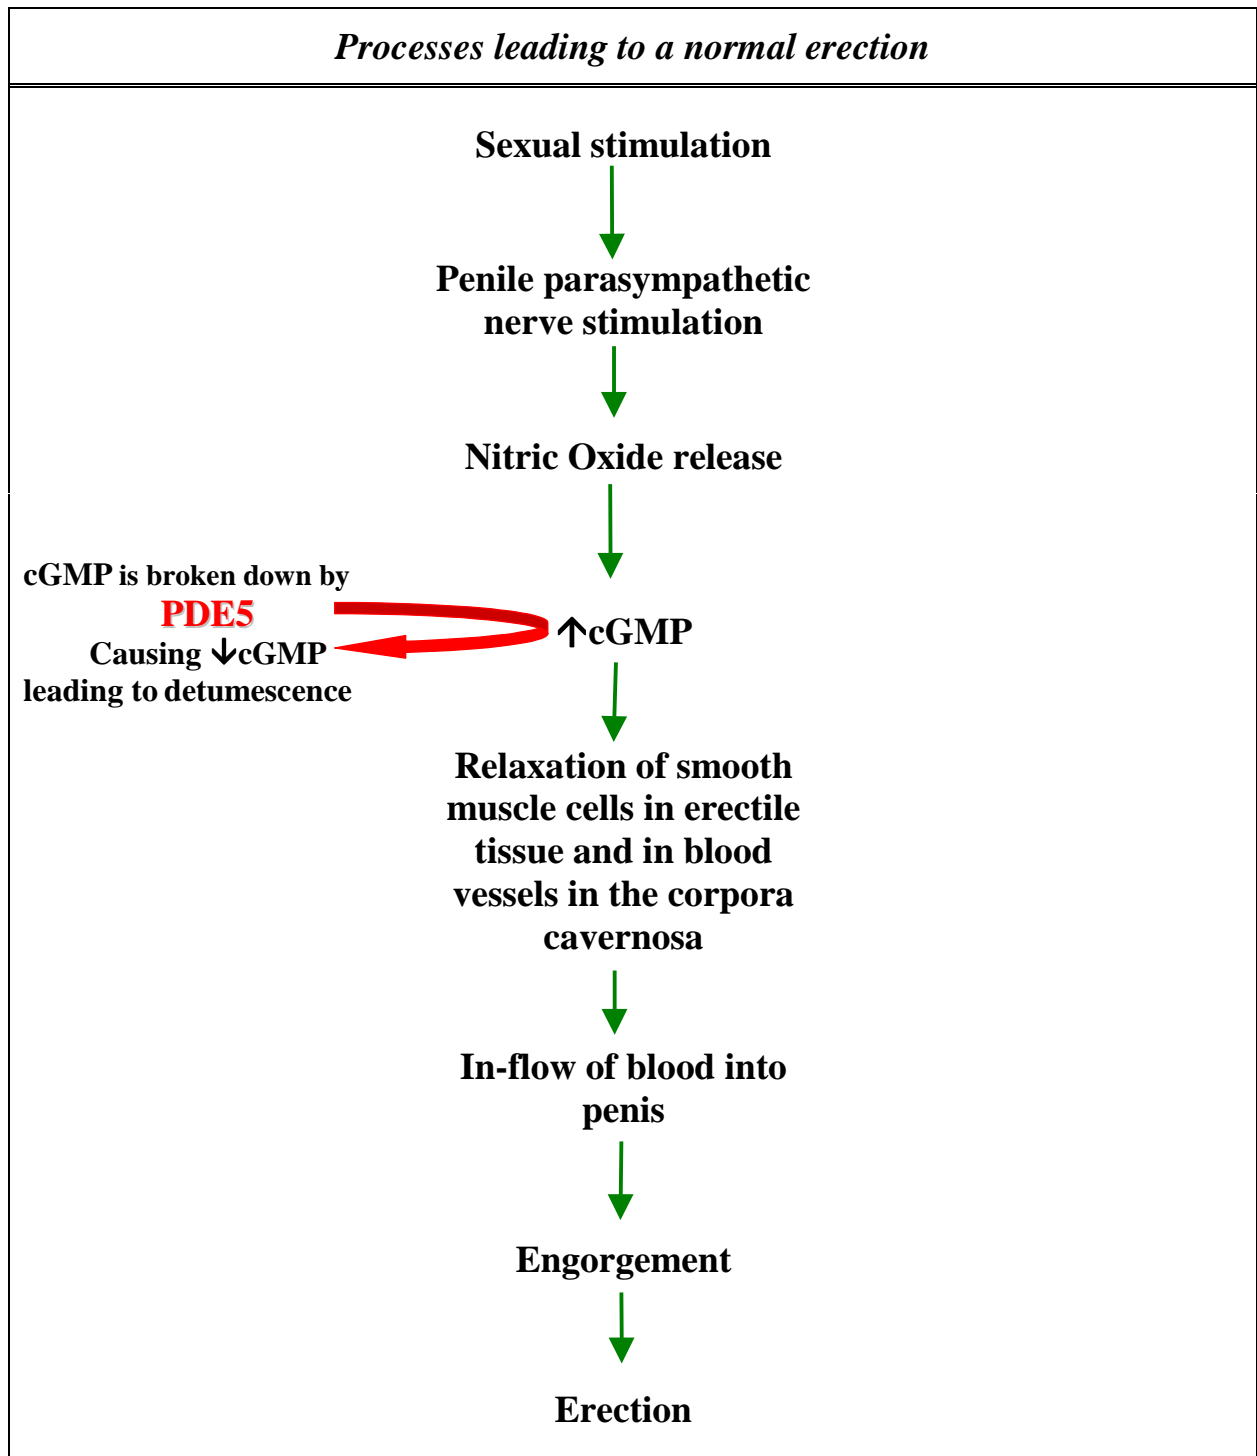 Processes leading to a normal erection
Sexual stimulation
Penile parasympathetic
nerve stimulation
Nitric Oxide release
cGMP is broken down by
PDE5
Causing ↓cGMP
leading to detumescence
↑cGMP
Relaxation of smooth
muscle cells in erectile
tissue and in blood
vessels in the corpora
cavernosa
In-flow of blood into
penis
Engorgement
Erection